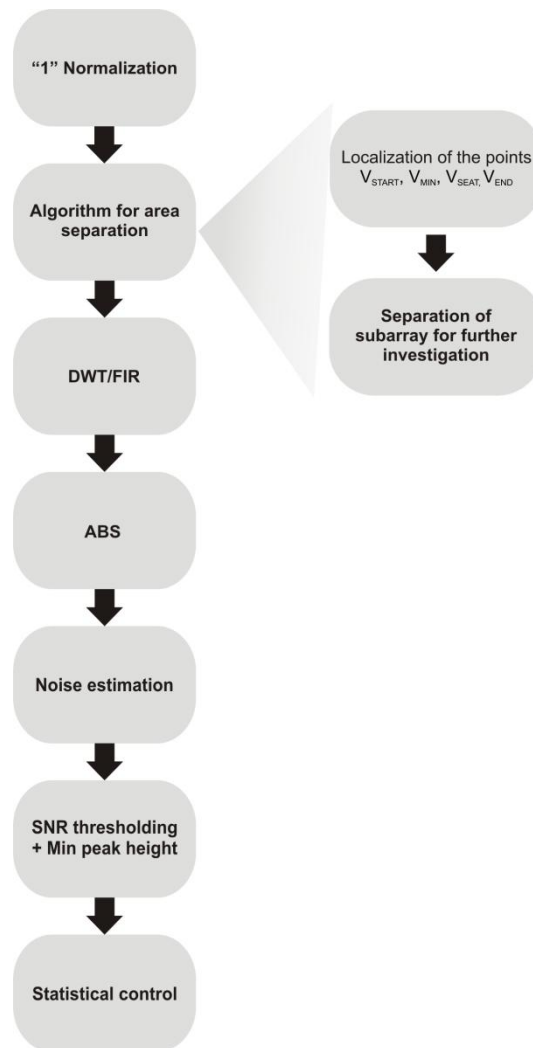 “1” Normalization
Algorithm for area
separation
DWT/FIR
ABS
Noise estimation
SNR thresholding
+ Min peak height
Statistical control
Localization of the points
VSTART, VMIN, VSEAT, VEND
Separation of
subarray for further
investigation